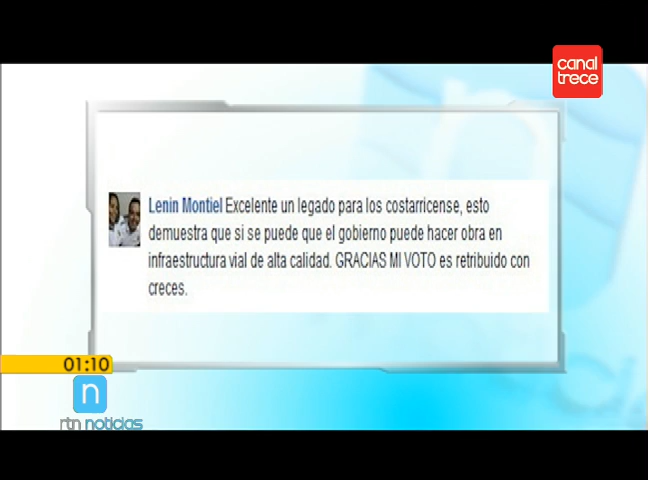 canal
trece
Lenin Montiel Excelente un legado para los costarricense, esto
demuestra que si se puede que el gobierno puede hacer obra en
infraestructura vial de alta calidad. GRACIAS MI VOTO es retribuido con
creces.
01:10
n
rtn noticias